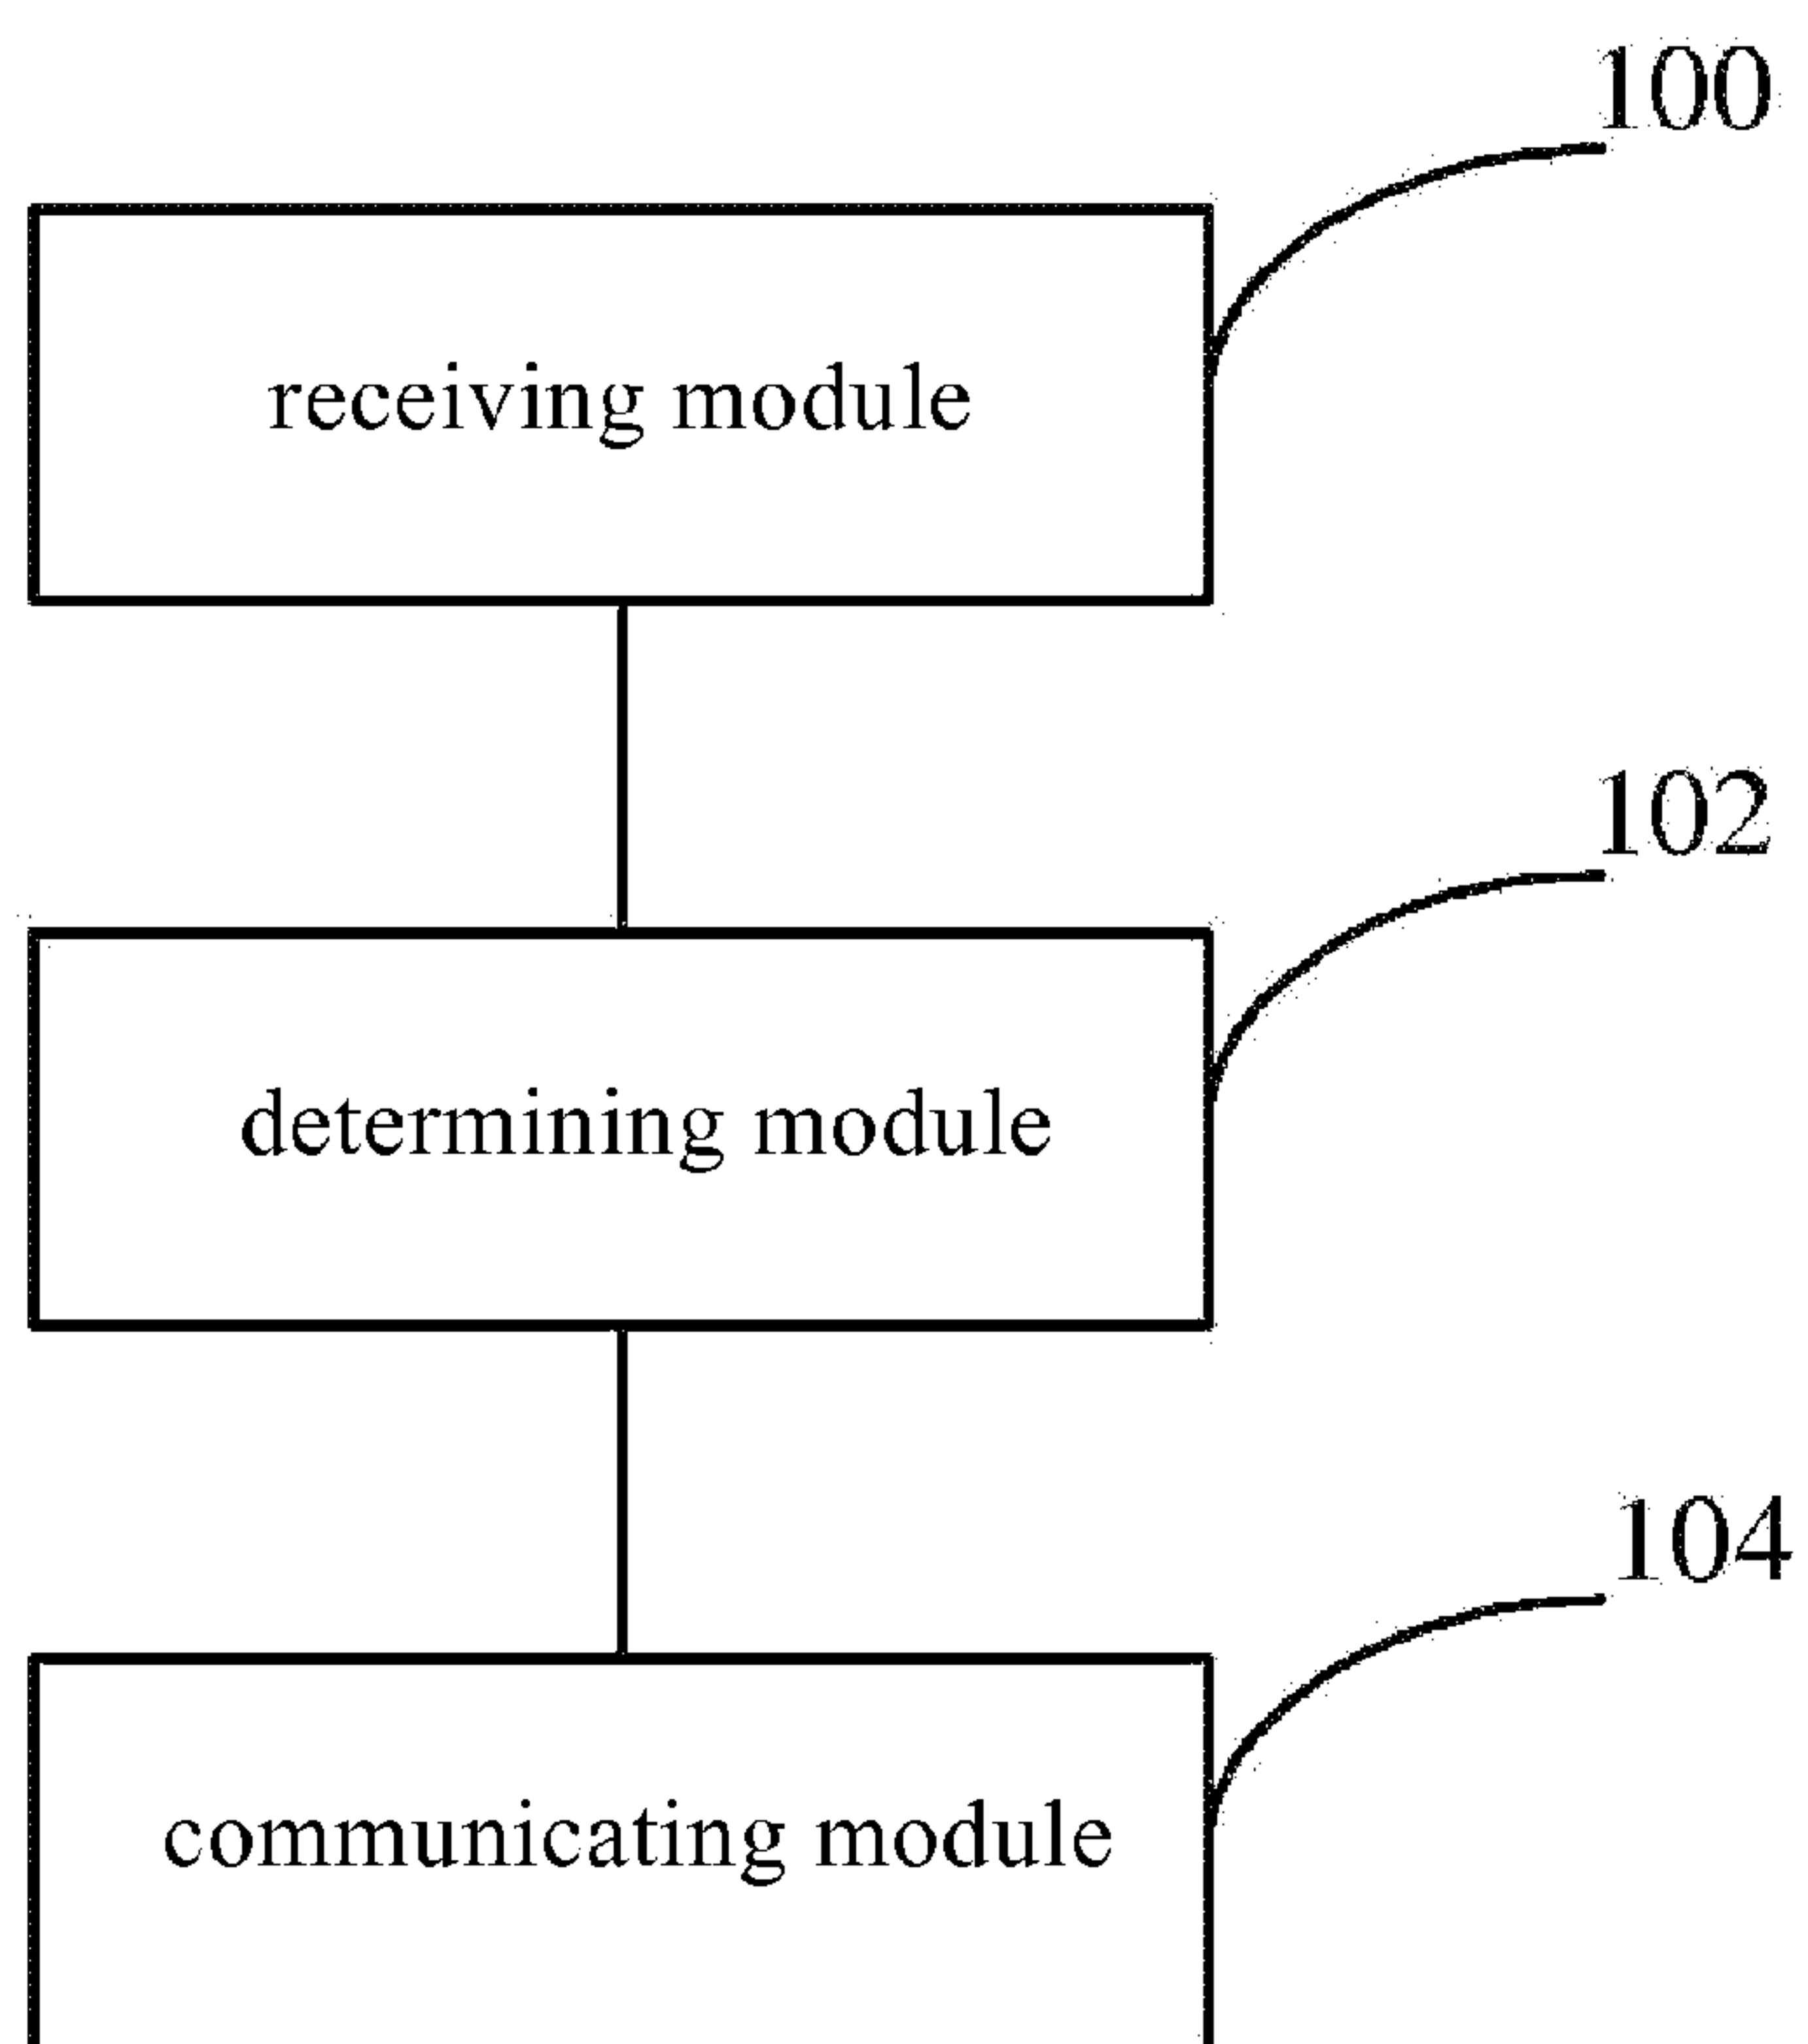 100
receiving module
102
determining module
104
communicating module